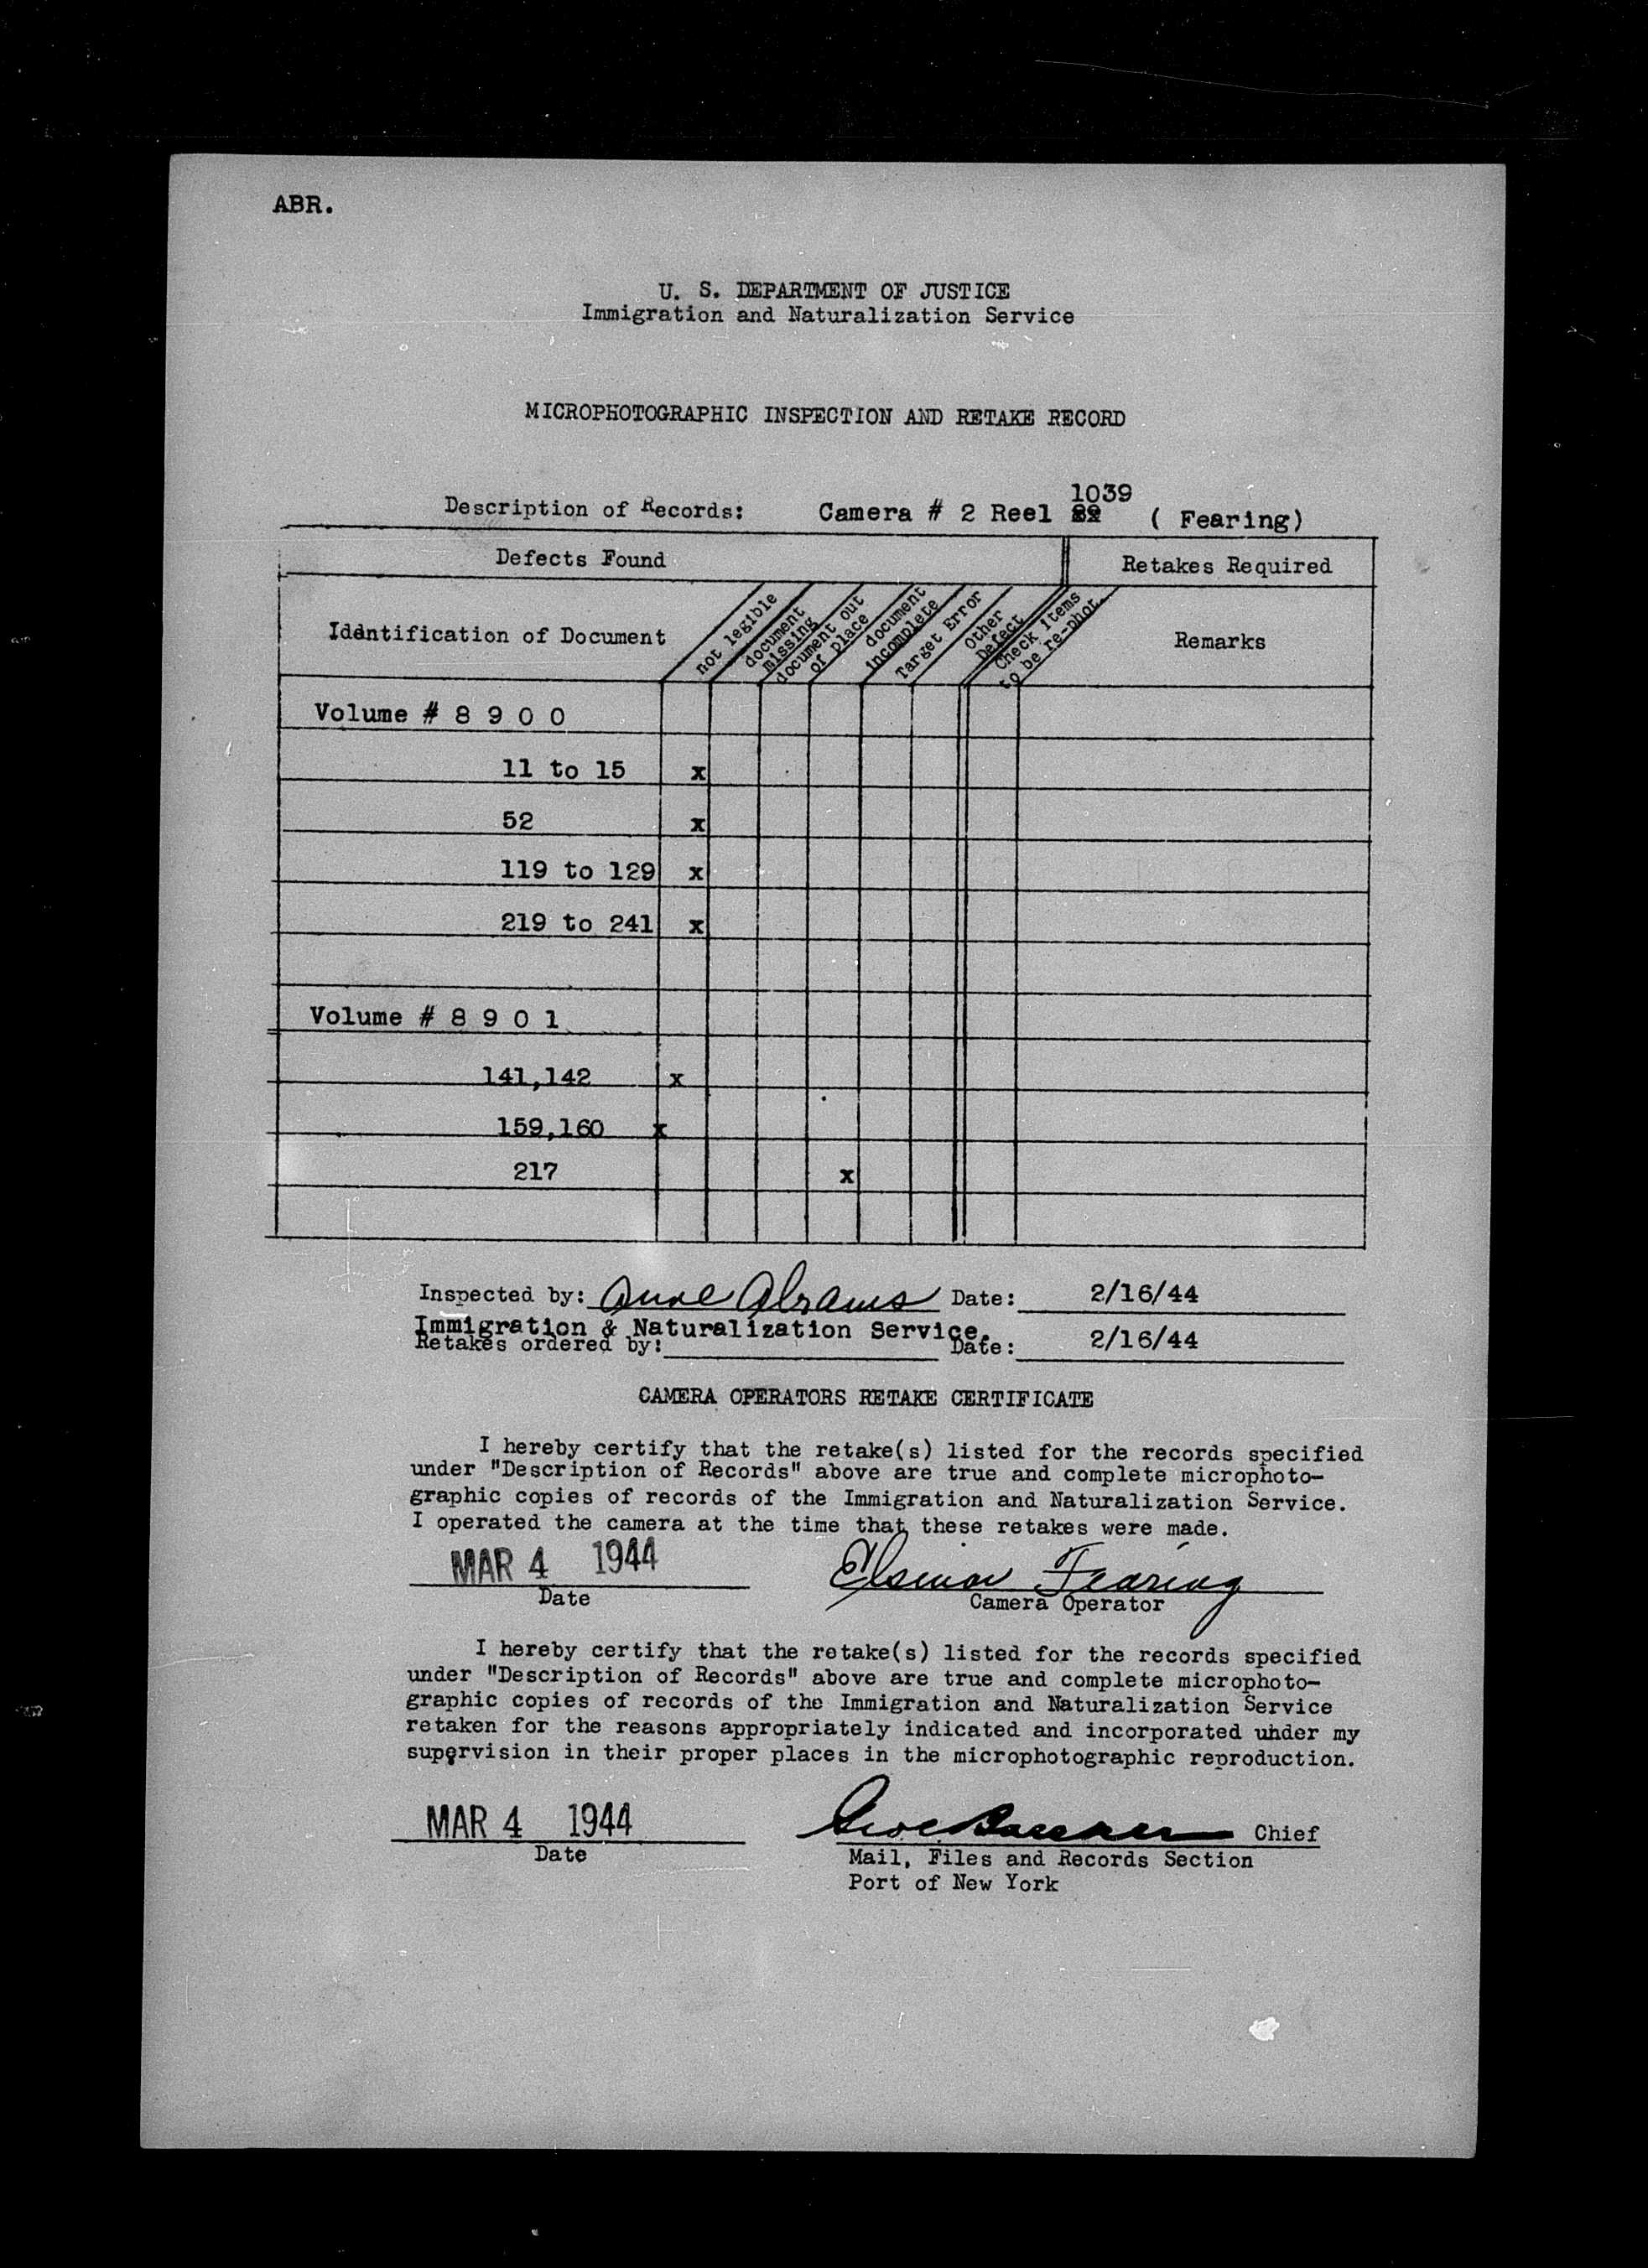 ABR.
U. S. DEPARTMENT OF JUSTICE
Immigration and Naturalization Service
MICROPHOTOGRAPHIC INSPECTION AND RETAKE RECORD
1039
Description of Records: Camera # 2 Reel ( Fearing)
Defects Found Retakes Required
Identification of Document
not legible
document
missing
document out
of place
document
incomplete
Target Error
Other
Defect
Check items
to be re-phot.
Remarks
Volume # 8 9 0 0
11 to 15 x
52 x
119 to 129 x
219 to 241 x
Volume # 8 9 0 1
141,142 x
159,160 x
217 x
Inspected by: Anne Abrams Date: 2/16/44
Immigration & Naturalization Service.
Retakes ordered by: Date: 2/16/44
CAMERA OPERATORS RETAKE CERTIFICATE
I hereby certify that the retake(s) listed for the records specified
under "Description of Records" above are true and complete microphoto-
graphic copies of records of the Immigration and Naturalization Service.
I operated the camera at the time that these retakes were made.
MAR 4 1944 Elsinor Fearing
Date Camera Operator
I hereby certify that the retake(s) listed for the records specified
under "Description of Records" above are true and complete microphoto-
graphic copies of records of the Immigration and Naturalization Service
retaken for the reasons appropriately indicated and incorporated under my
supervision in their proper places in the microphotographic reproduction.
MAR 4 1944 Chief
Date Mail, Files and Records Section
Port of New York